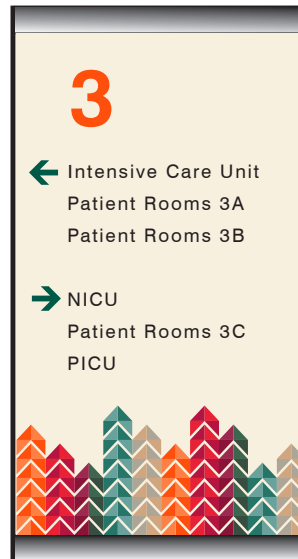 3
Intensive Care Unit
Patient Rooms 3A
Patient Rooms 3B
NICU
Patient Rooms 3C
PICU